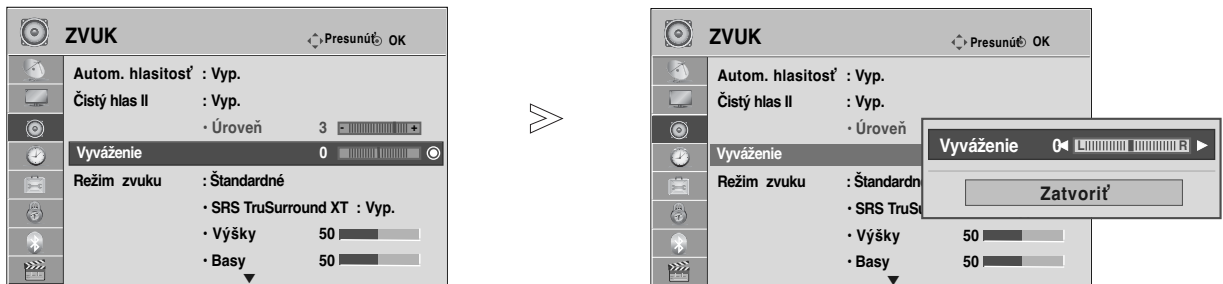 ZVUK Presunúť OK
Autom. hlasitosť : Vyp.
Čistý hlas II : Vyp.
• Úroveň 3 - +
Vyváženie 0
Režim zvuku : Štandardné
• SRS TruSurround XT : Vyp.
• Výšky 50
• Basy 50
>
ZVUK Presunúť OK
Autom. hlasitosť : Vyp.
Čistý hlas II : Vyp.
• Úroveň
Vyváženie
Režim zvuku : Štandardn
• SRS TruS
• Výšky 50
• Basy 50
Vyváženie 0 L R
Zatvoriť